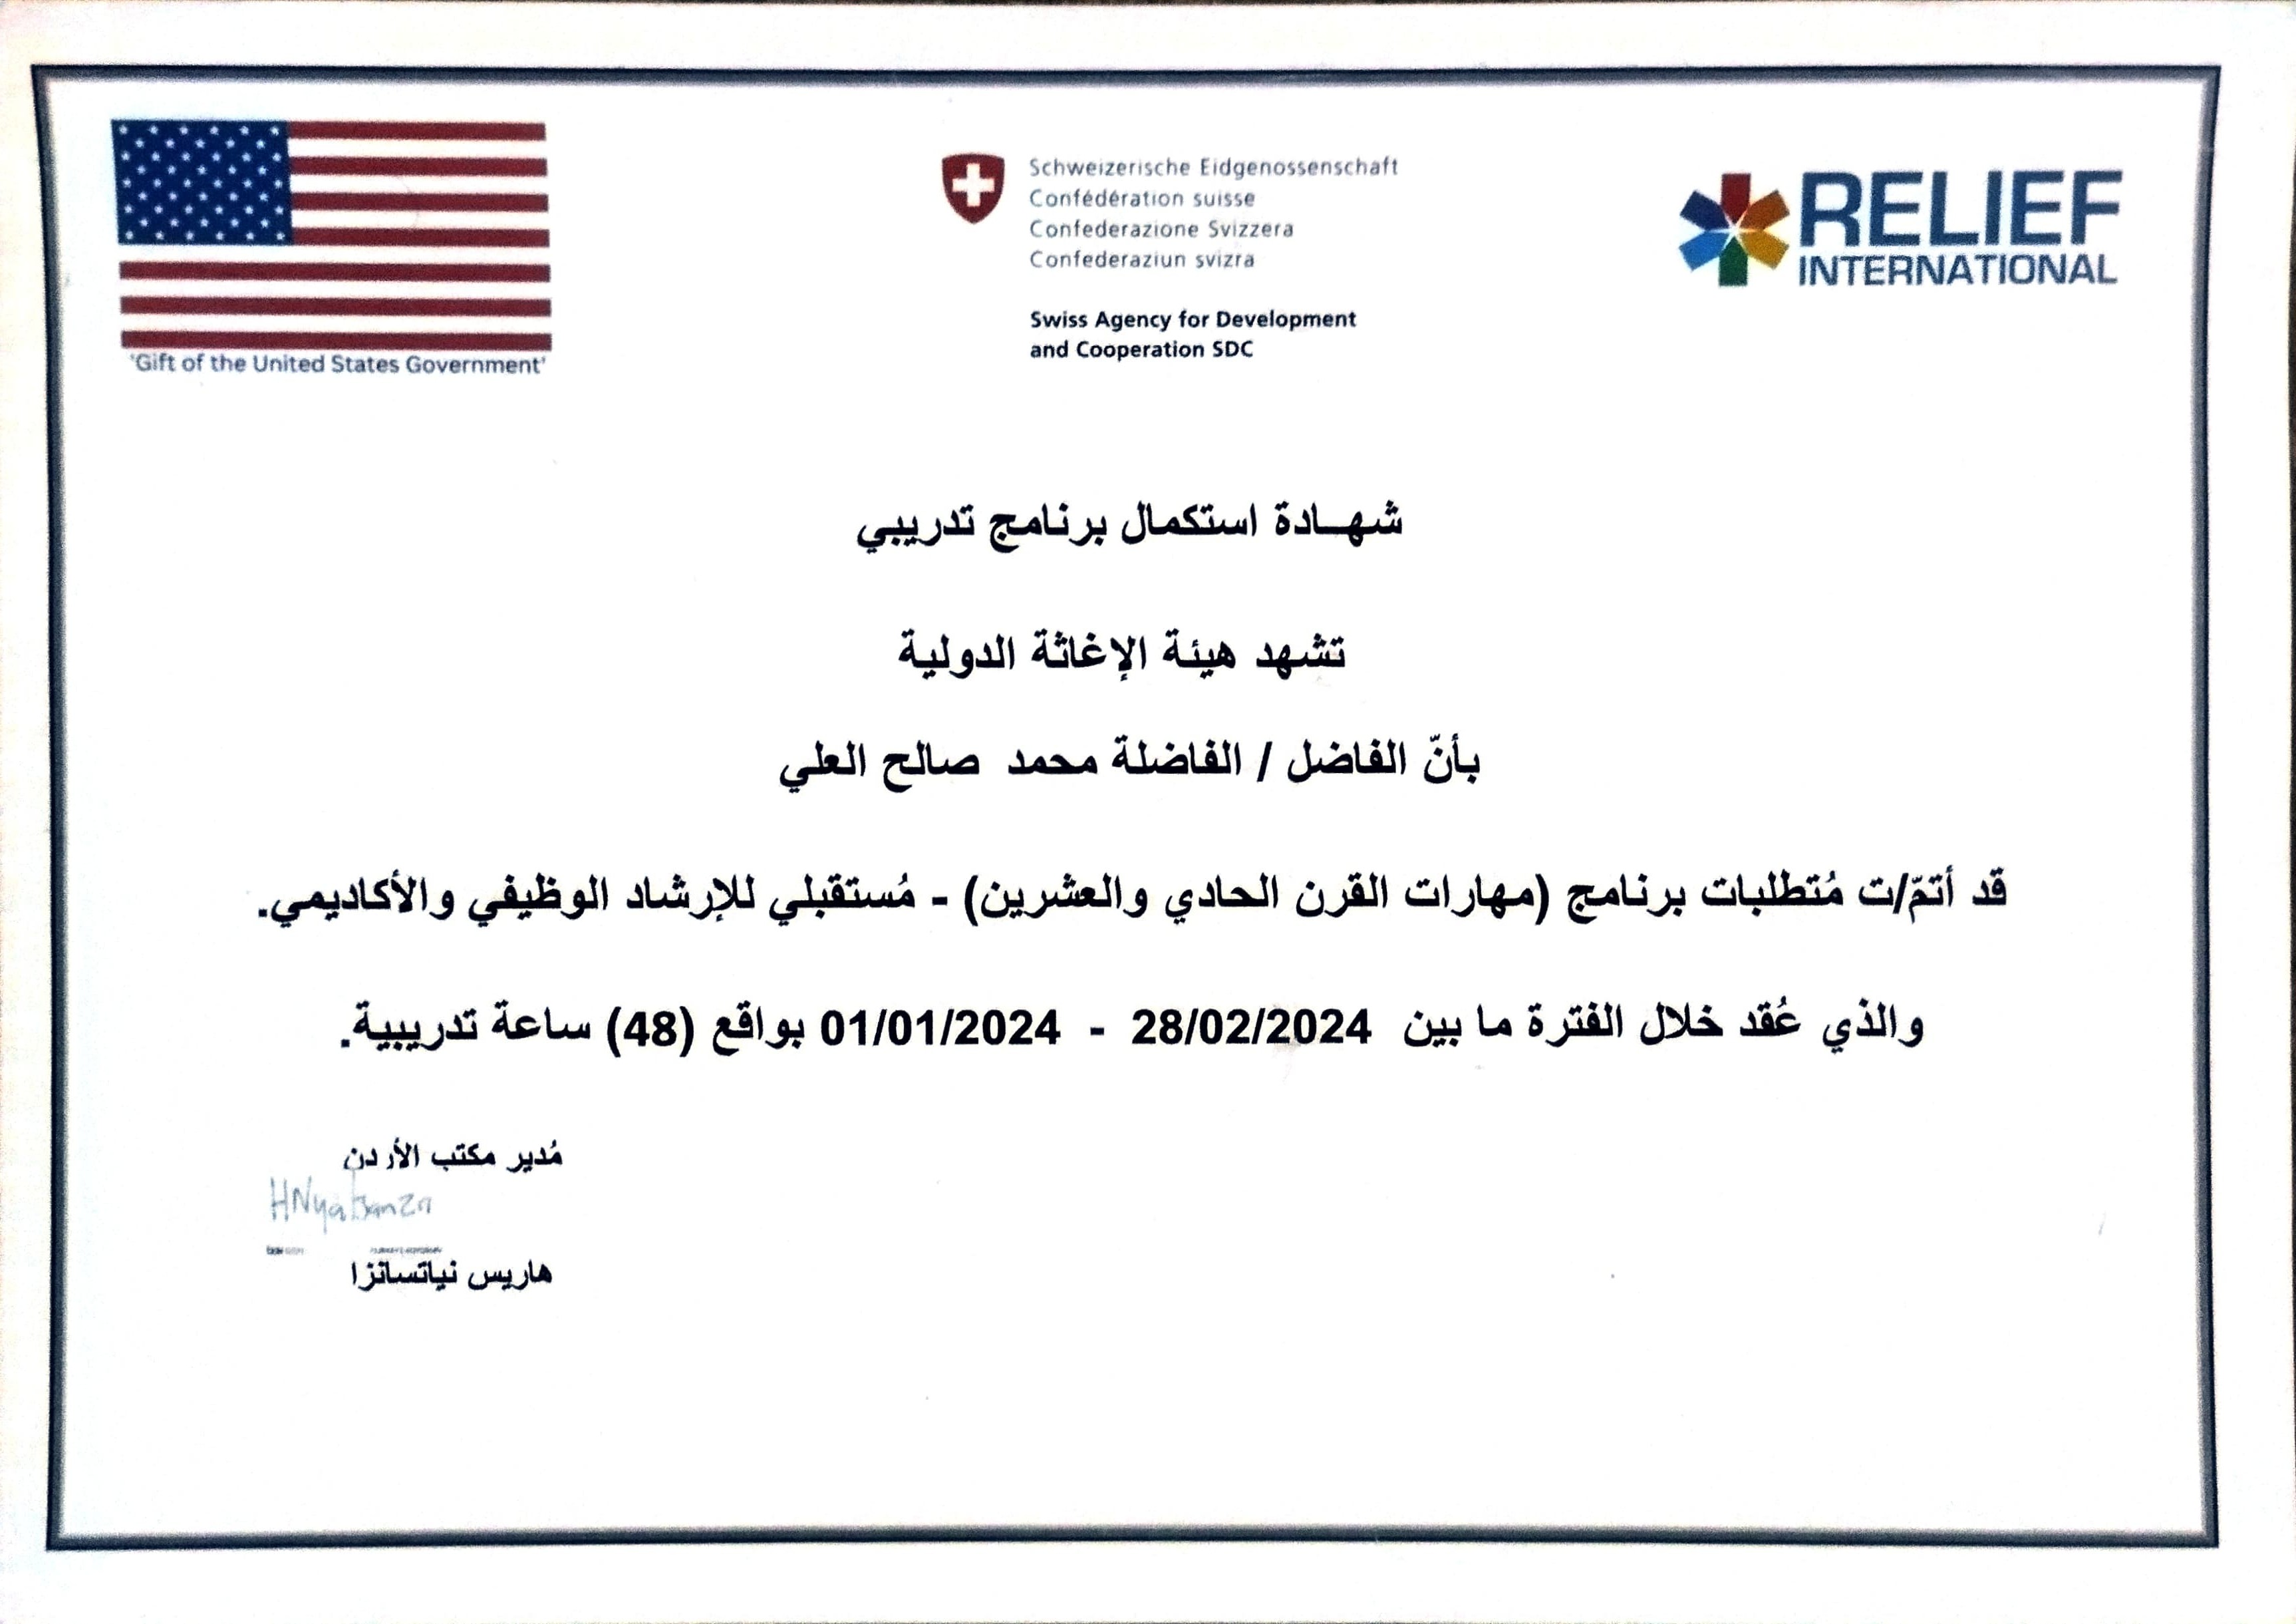 'Gift of the United States Government'
Schweizerische Eidgenossenschaft
Confédération suisse
Confederazione Svizzera
Confederaziun svizra
Swiss Agency for Development
and Cooperation SDC
RELIEF
INTERNATIONAL
شهـــادة استكمال برنامج تدريبي
تشهد هيئة الإغاثة الدولية
بأنّ الفاضل / الفاضلة محمد صالح العلي
قد أتمّ/ت مُتطلبات برنامج (مهارات القرن الحادي والعشرين) - مُستقبلي للإرشاد الوظيفي والأكاديمي.
والذي عُقد خلال الفترة ما بين 28/02/2024 - 01/01/2024 بواقع (48) ساعة تدريبية.
مُدير مكتب الأردن
هاريس نياتسانزا